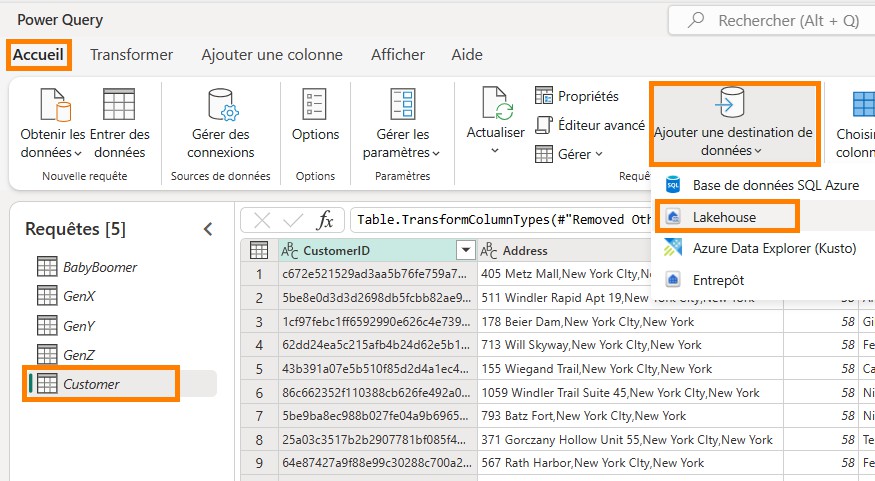 Power Query
Rechercher (Alt + Q)
Accueil Transformer Ajouter une colonne Afficher Aide
Obtenir les données
Entrer des données
Nouvelle requête
Gérer des connexions
Sources de données
Options
Options
Gérer les paramètres
Paramètres
Actualiser
Propriétés
Éditeur avancé
Gérer
Ajouter une destination de données
Base de données SQL Azure
Lakehouse
Azure Data Explorer (Kusto)
Entrepôt
Requêtes [5]
BabyBoomer
GenX
GenY
GenZ
Customer
fx Table.TransformColumnTypes(#"Removed Oth
CustomerID Address
1 c672e521529ad3aa5b76fe759a7... 405 Metz Mall,New York CIty,New
2 5be8e0d3d3d2698db5fcbb82ae9... 511 Windler Rapid Apt 19,New York CIty,New
3 1cf97febc1ff6592990e626c4e739... 178 Beier Dam,New York CIty,New York 58
4 62dd24ea5c215afb4b24d62e5b1... 713 Will Skyway,New York CIty,New York 58 Fe
5 43b391a07e5b510f85d2d4a1ec4... 155 Wiegand Trail,New York CIty,New York 58 Ca
6 86c662352f110388cb626fe492a0... 1059 Windler Trail Suite 45,New York CIty,New York 58 Ni
7 5be9ba8ec988b027fe04a9b6965... 793 Batz Fort,New York CIty,New York 58 Ni
8 25a03c3517b2b2907781bf085f4... 371 Gorczany Hollow Unit 55,New York CIty,New York 58 Te
9 64e87427a9f88e99c30288c700a2... 567 Rath Harbor,New York CIty,New York 58 Fe